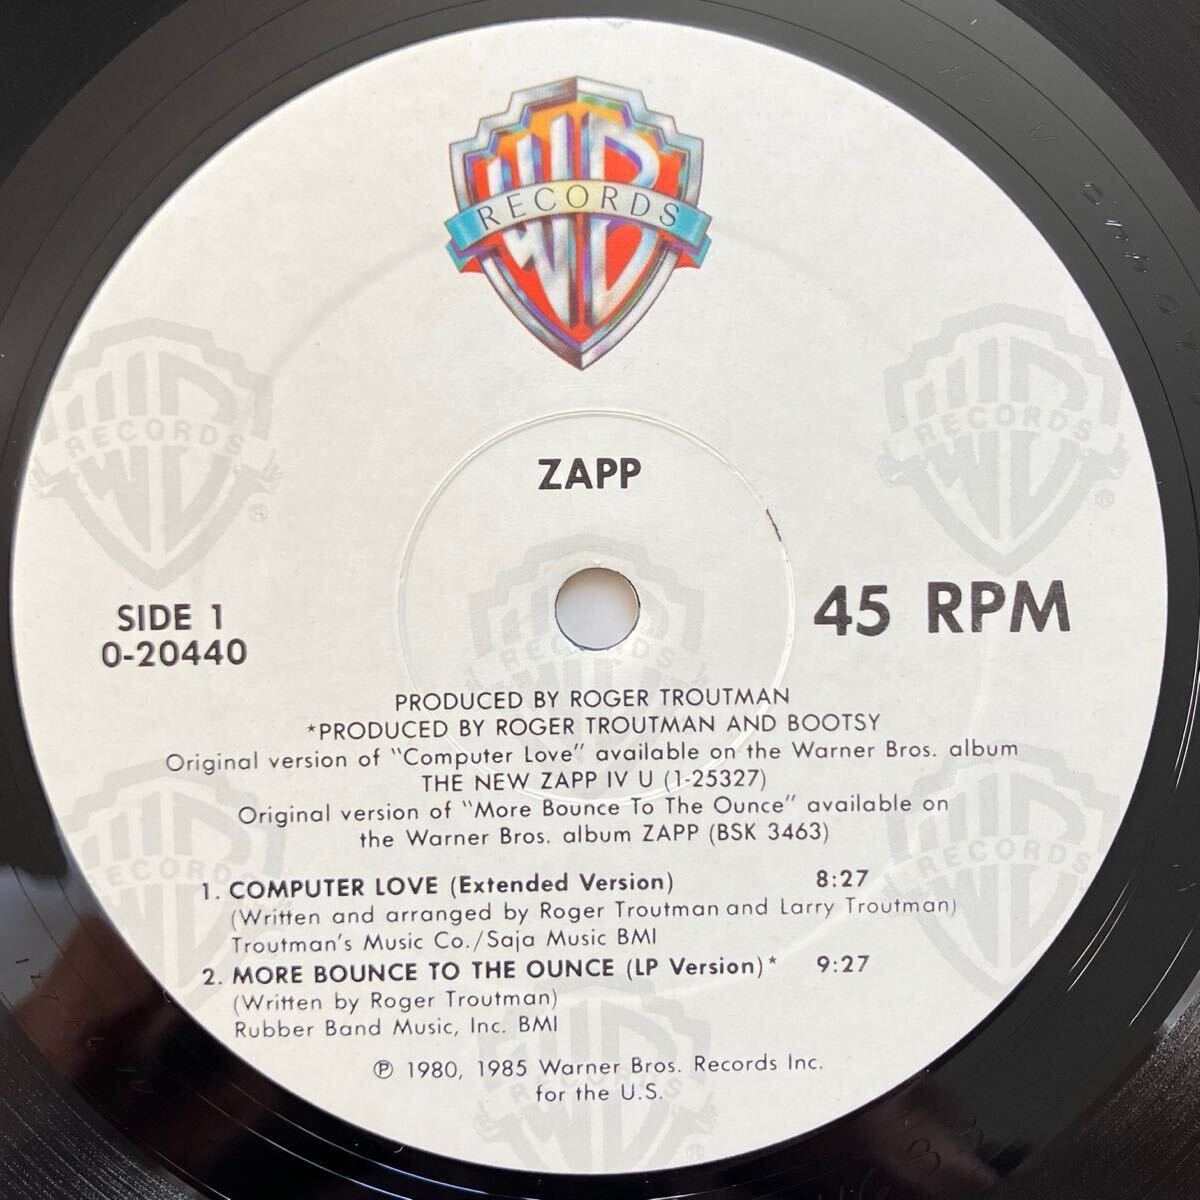 WB
RECORDS
ZAPP
SIDE 1
0-20440
45 RPM
PRODUCED BY ROGER TROUTMAN
*PRODUCED BY ROGER TROUTMAN AND BOOTSY
Original version of "Computer Love" available on the Warner Bros. album
THE NEW ZAPP IV U (1-25327)
Original version of "More Bounce To The Ounce" available on
the Warner Bros. album ZAPP (BSK 3463)
1. COMPUTER LOVE (Extended Version) 8:27
(Written and arranged by Roger Troutman and Larry Troutman)
Troutman's Music Co./Saja Music BMI
2. MORE BOUNCE TO THE OUNCE (LP Version)* 9:27
(Written by Roger Troutman)
Rubber Band Music, Inc. BMI
℗ 1980, 1985 Warner Bros. Records Inc.
for the U.S.